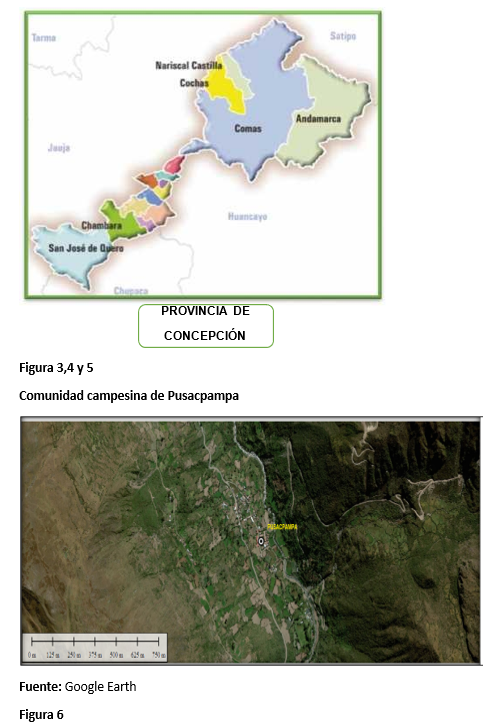 Tarma
Satipo
Nariscal Castilla
Cochas
Andamarca
Comas
Jauja
Huancayo
Chambara
San José de Quero
Chupaca
PROVINCIA DE
CONCEPCIÓN
Figura 3,4 y 5
Comunidad campesina de Pusacpampa
PUSACPAMPA
0 m 125 m 250 m 375 m 500 m 625 m 750 m
Fuente: Google Earth
Figura 6